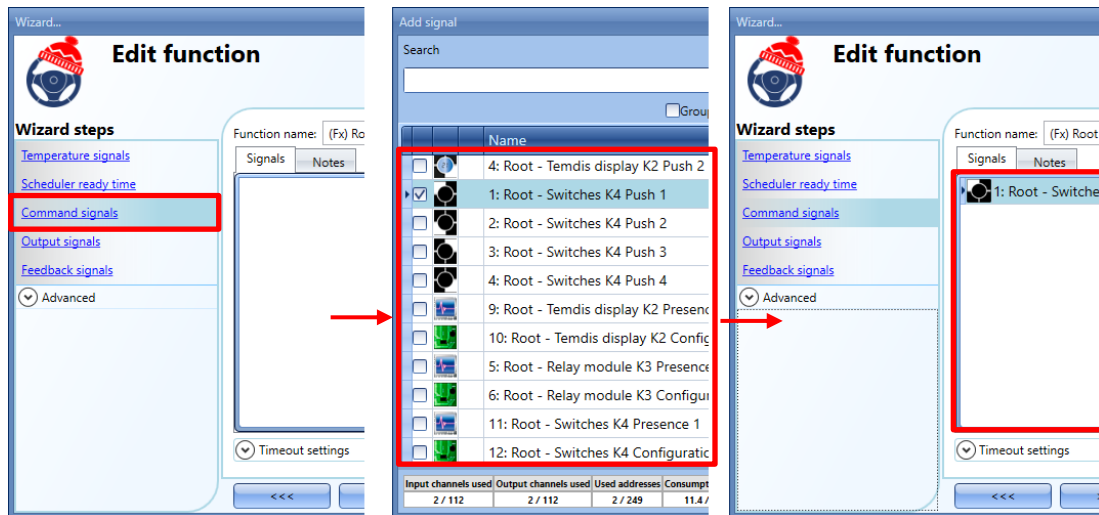 Wizard...
Edit function
Wizard steps
Temperature signals
Scheduler ready time
Command signals
Output signals
Feedback signals
Advanced
Function name: (Fx) Ro
Signals Notes
Timeout settings
<<<
Add signal
Search
Grou
Name
4: Root - Temdis display K2 Push 2
1: Root - Switches K4 Push 1
2: Root - Switches K4 Push 2
3: Root - Switches K4 Push 3
4: Root - Switches K4 Push 4
9: Root - Temdis display K2 Presenc
10: Root - Temdis display K2 Config
5: Root - Relay module K3 Presence
6: Root - Relay module K3 Configur
11: Root - Switches K4 Presence 1
12: Root - Switches K4 Configuratic
Input channels used Output channels used Used addresses Consumpt
2 / 112 2 / 112 2 / 249 11.4 /
Wizard...
Edit function
Wizard steps
Temperature signals
Scheduler ready time
Command signals
Output signals
Feedback signals
Advanced
Function name: (Fx) Root
Signals Notes
1: Root - Switche
Timeout settings
<<<